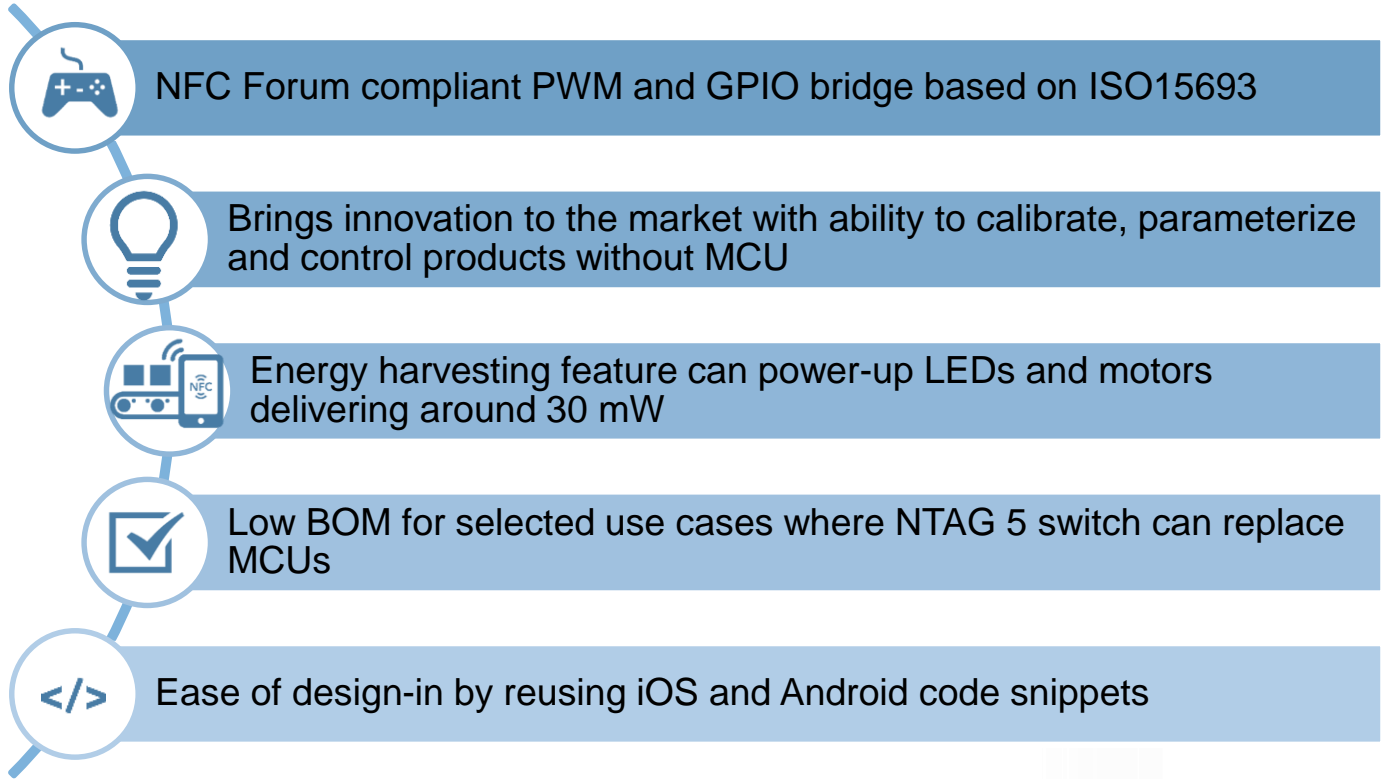 NFC Forum compliant PWM and GPIO bridge based on ISO15693
Brings innovation to the market with ability to calibrate, parameterize
and control products without MCU
NFC
Energy harvesting feature can power-up LEDs and motors
delivering around 30 mW
Low BOM for selected use cases where NTAG 5 switch can replace
MCUs
</>
Ease of design-in by reusing iOS and Android code snippets